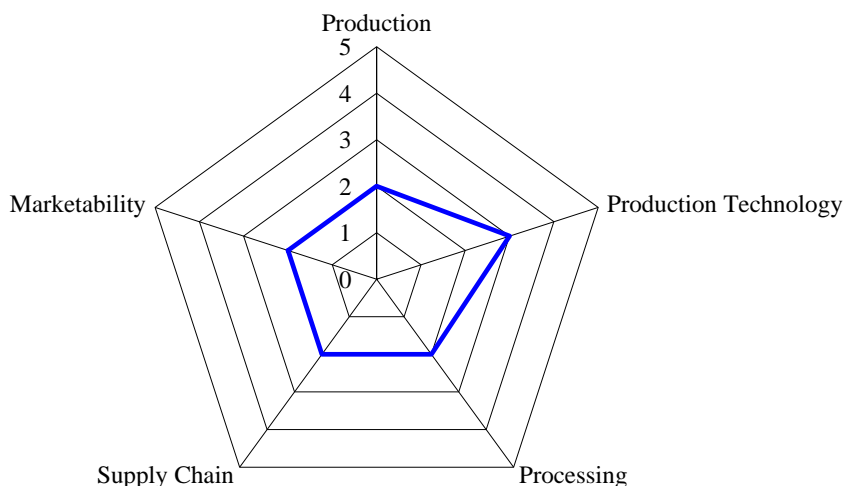 Production
5
4
3
2
1
0
Marketability
Production Technology
Supply Chain
Processing